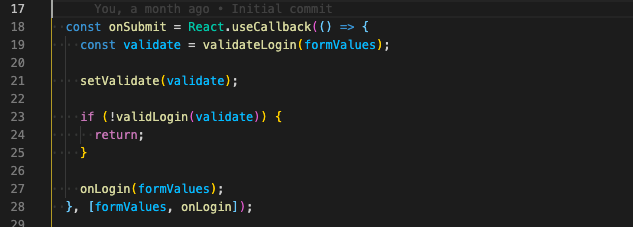 17 You, a month ago • Initial commit
18 const onSubmit = React.useCallback(() => {
19 const validate = validateLogin(formValues);
20
21 setValidate(validate);
22
23 if (!validLogin(validate)) {
24 return;
25 }
26
27 onLogin(formValues);
28 }, [formValues, onLogin]);
29